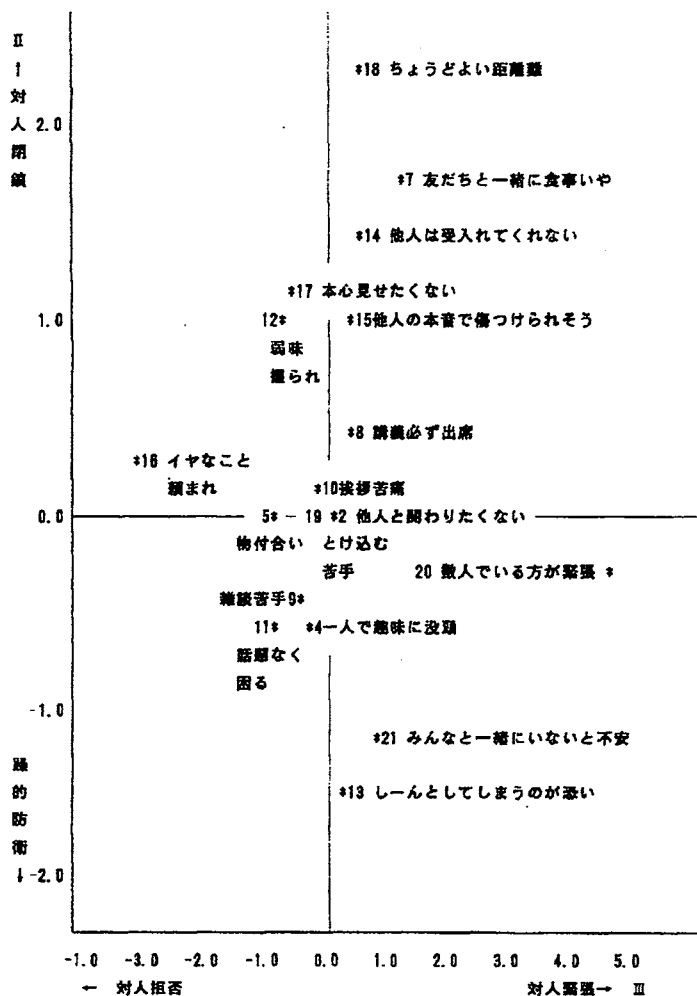 Ⅱ
↑
対
人
閉
鎖
2.0
*18 ちょうどよい距離難
*7 友だちと一緒に食事いや
*14 他人は受入れてくれない
*17 本心見せたくない
1.0
12*
*15他人の本音で傷つけられそう
弱味
握られ
*8 講義必ず出席
*16 イヤなこと
頼まれ
*10挨拶苦痛
0.0
5* - 19 *2 他人と関わりたくない
付合い とけ込む
苦手
20 数人でいる方が緊張 *
雑談苦手9*
11* *4一人で趣味に没頭
話題なく
困る
-1.0
*21 みんなと一緒にいないと不安
*13 しーんとしてしまうのが恐い
躁
的
防
衛
↓-2.0
-1.0 -3.0 -2.0 -1.0 0.0 1.0 2.0 3.0 4.0 5.0
← 対人拒否 対人緊張→ Ⅲ